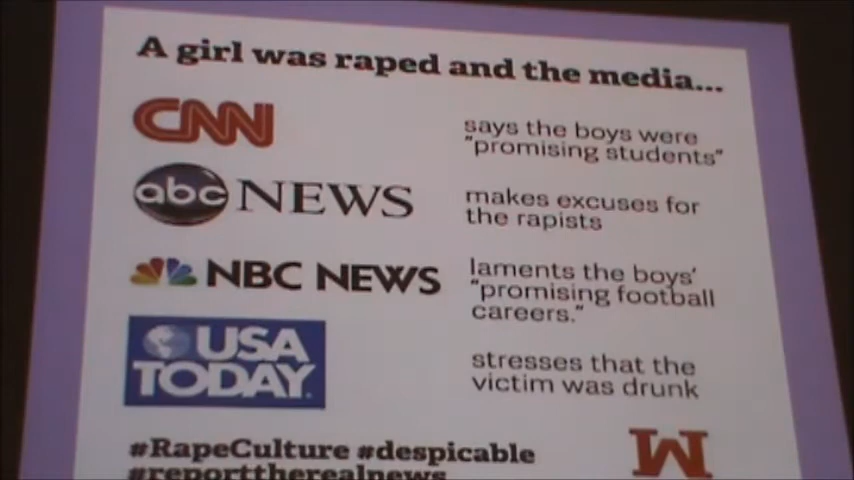 A girl was raped and the media...
CNN
says the boys were
"promising students"
abc NEWS
makes excuses for
the rapists
NBC NEWS
laments the boys'
"promising football
careers."
USA
TODAY
stresses that the
victim was drunk
#RapeCulture #despicable
#reporttherealnews
M